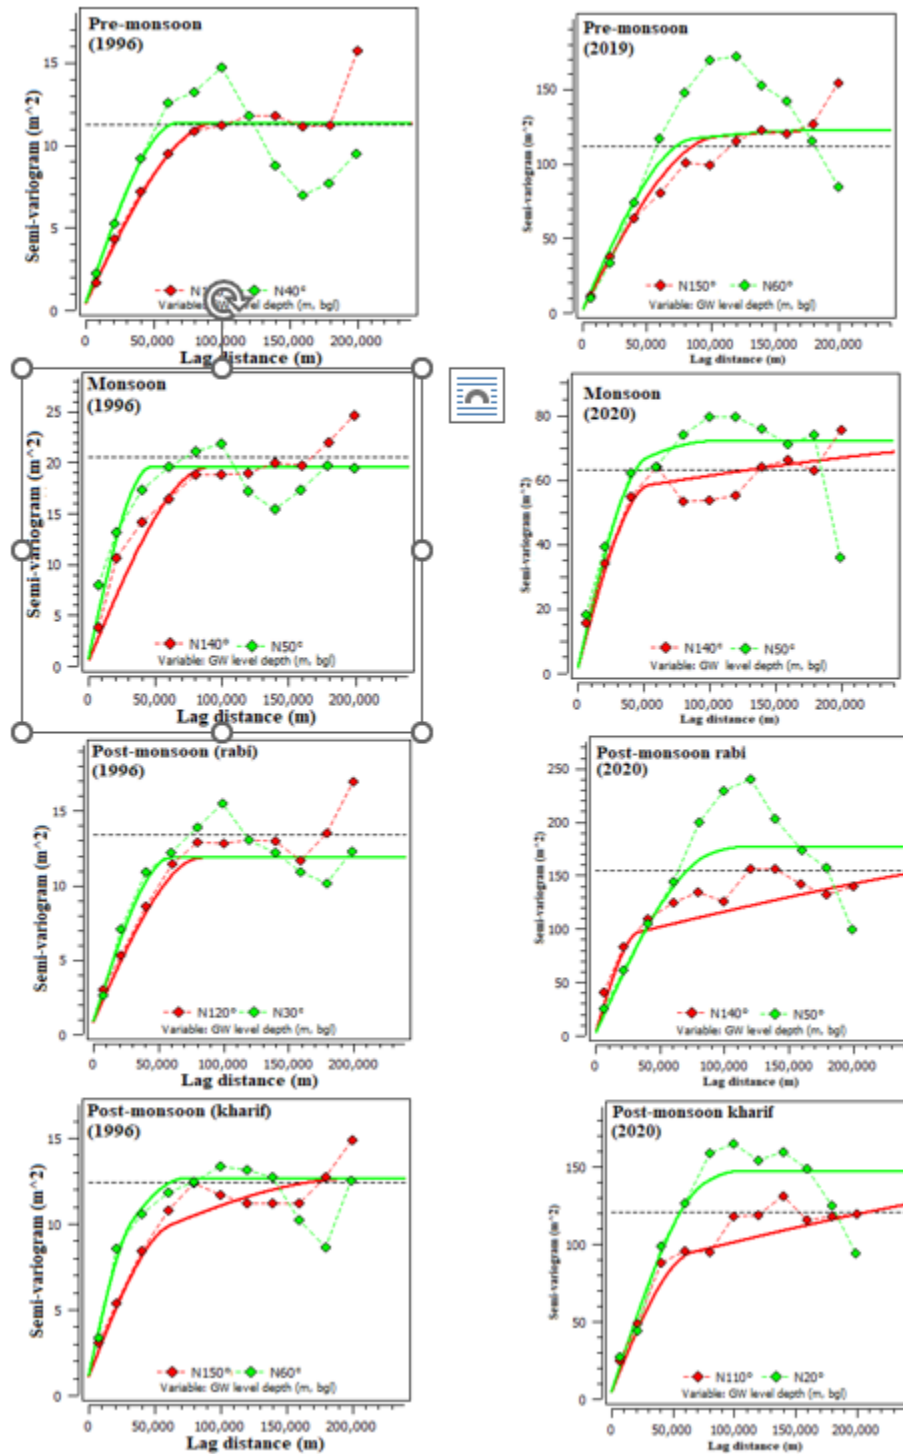 Pre-monsoon
(1996)
Semi-variogram (m^2)
15
10
5
0
N40°
Variable: GW level depth (m, bgl)
0 50,000 100,000 150,000 200,000
Lag distance (m)
Pre-monsoon
(2019)
Semi-variogram (m^2)
150
100
50
0
N150° N60°
Variable: GW level depth (m, bgl)
0 50,000 100,000 150,000 200,000
Lag distance (m)
Monsoon
(1996)
Semi-variogram (m^2)
25
20
15
10
5
0
N140° N50°
Variable: GW level depth (m, bgl)
0 50,000 100,000 150,000 200,000
Lag distance (m)
Monsoon
(2020)
Semi-variogram (m^2)
80
60
40
20
0
N140° N50°
Variable: GW level depth (m, bgl)
0 50,000 100,000 150,000 200,000
Lag distance (m)
Post-monsoon (rabi)
(1996)
Semi-variogram (m^2)
15
10
5
0
N120° N30°
Variable: GW level depth (m, bgl)
0 50,000 100,000 150,000 200,000
Lag distance (m)
Post-monsoon rabi
(2020)
Semi-variogram (m^2)
250
200
150
100
50
0
N140° N50°
Variable: GW level depth (m, bgl)
0 50,000 100,000 150,000 200,000
Lag distance (m)
Post-monsoon (kharif)
(1996)
Semi-variogram (m^2)
15
10
5
0
N150° N60°
Variable: GW level depth (m, bgl)
0 50,000 100,000 150,000 200,000
Lag distance (m)
Post-monsoon kharif
(2020)
Semi-variogram (m^2)
150
100
50
0
N110° N20°
Variable: GW level depth (m, bgl)
0 50,000 100,000 150,000 200,000
Lag distance (m)